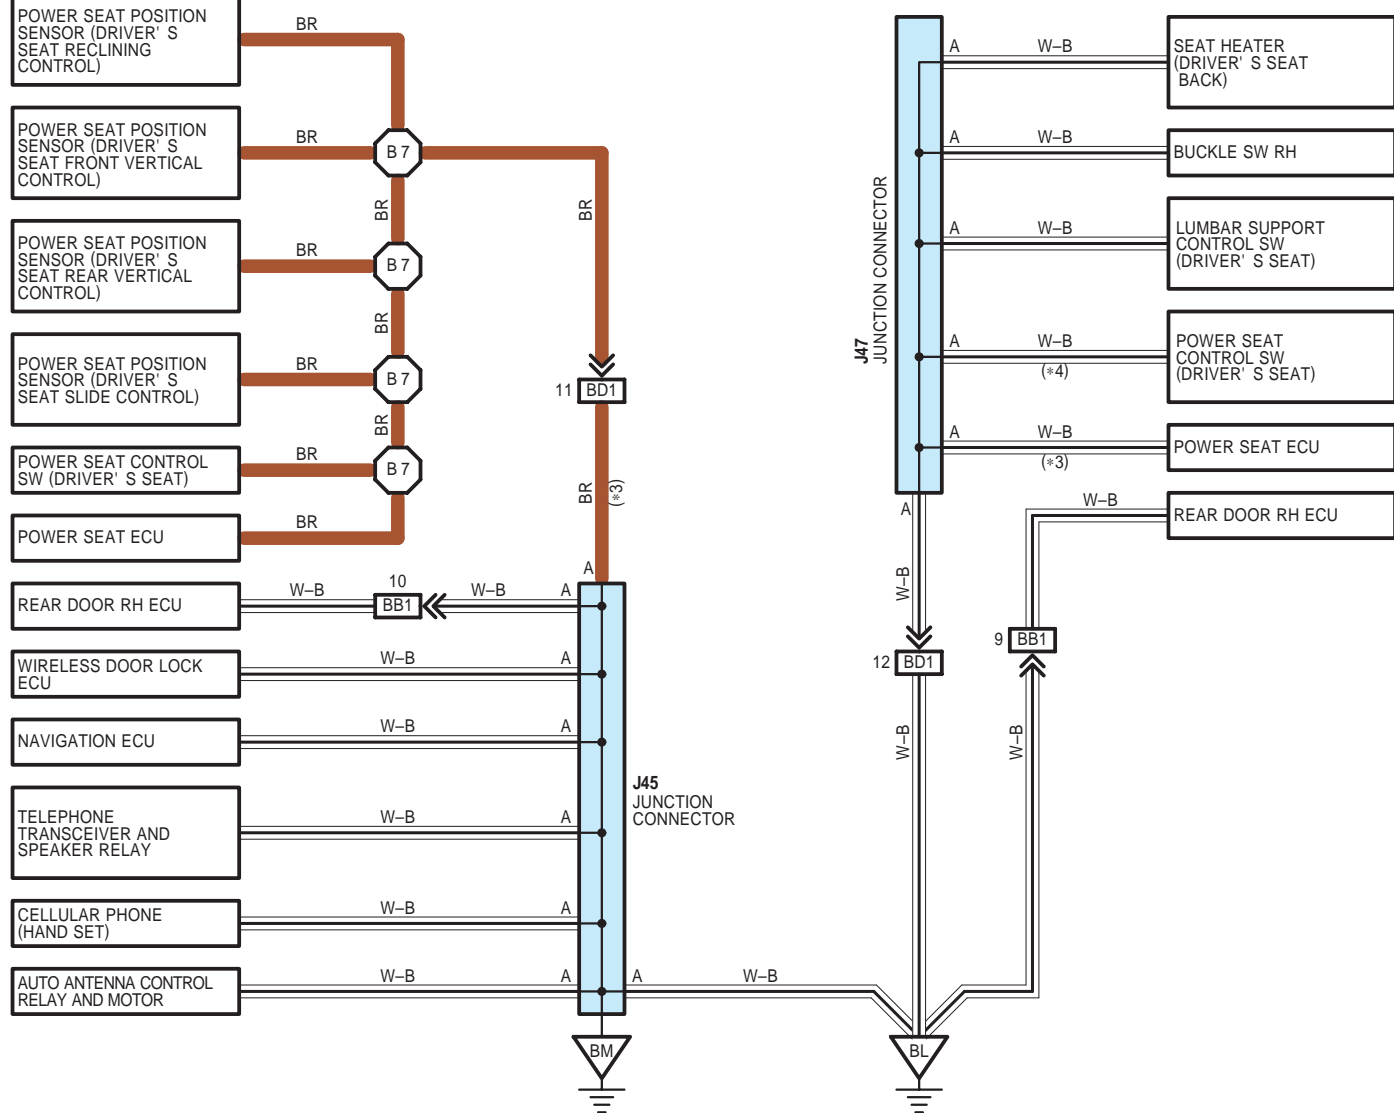 POWER SEAT POSITION
SENSOR (DRIVER' S
SEAT RECLINING
CONTROL)
BR
POWER SEAT POSITION
SENSOR (DRIVER' S
SEAT FRONT VERTICAL
CONTROL)
BR
B 7
BR
BR
POWER SEAT POSITION
SENSOR (DRIVER' S
SEAT REAR VERTICAL
CONTROL)
BR
B 7
BR
POWER SEAT POSITION
SENSOR (DRIVER' S
SEAT SLIDE CONTROL)
BR
B 7
BR
11 BD1
POWER SEAT CONTROL
SW (DRIVER' S SEAT)
BR
B 7
BR
(*3)
POWER SEAT ECU
BR
A
REAR DOOR RH ECU
W–B
10
BB1
W–B
A
WIRELESS DOOR LOCK
ECU
W–B
A
NAVIGATION ECU
W–B
A
J45
JUNCTION
CONNECTOR
TELEPHONE
TRANSCEIVER AND
SPEAKER RELAY
W–B
A
CELLULAR PHONE
(HAND SET)
W–B
A
AUTO ANTENNA CONTROL
RELAY AND MOTOR
W–B
A
A
W–B
BM
J47
JUNCTION CONNECTOR
A
W–B
SEAT HEATER
(DRIVER' S SEAT
BACK)
A
W–B
BUCKLE SW RH
A
W–B
LUMBAR SUPPORT
CONTROL SW
(DRIVER' S SEAT)
A
W–B
(*4)
POWER SEAT
CONTROL SW
(DRIVER' S SEAT)
A
W–B
(*3)
POWER SEAT ECU
A
W–B
REAR DOOR RH ECU
W–B
12 BD1
9 BB1
W–B
W–B
BL